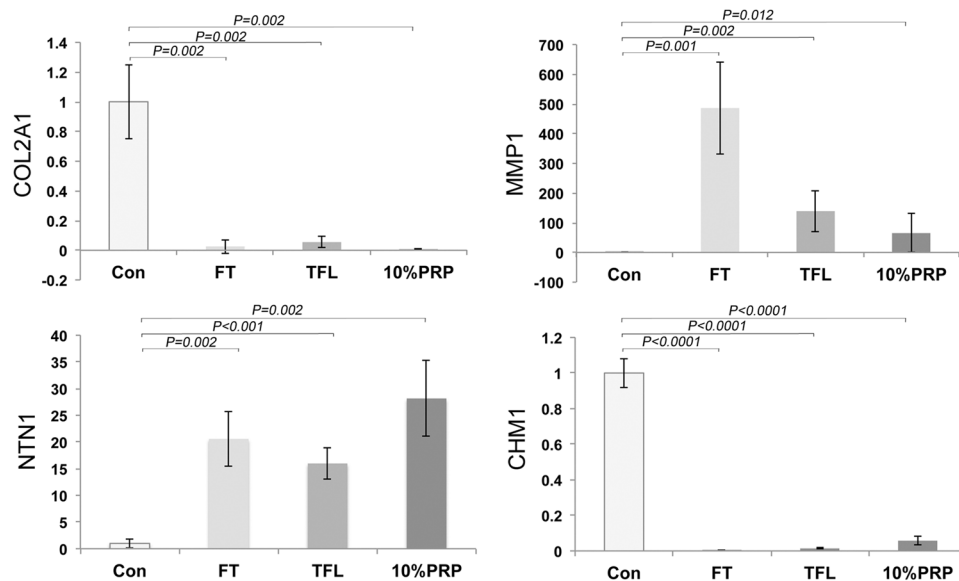 P=0.002
P=0.002
P=0.002
1.4
1.2
1
0.8
0.6
0.4
0.2
0
-0.2
COL2A1
Con FT TFL 10%PRP
P=0.012
P=0.002
P=0.001
700
600
500
400
300
200
100
0
-100
MMP1
Con FT TFL 10%PRP
P=0.002
P<0.001
P=0.002
40
35
30
25
20
15
10
5
0
NTN1
Con FT TFL 10%PRP
P<0.0001
P<0.0001
P<0.0001
1.2
1
0.8
0.6
0.4
0.2
0
CHM1
Con FT TFL 10%PRP